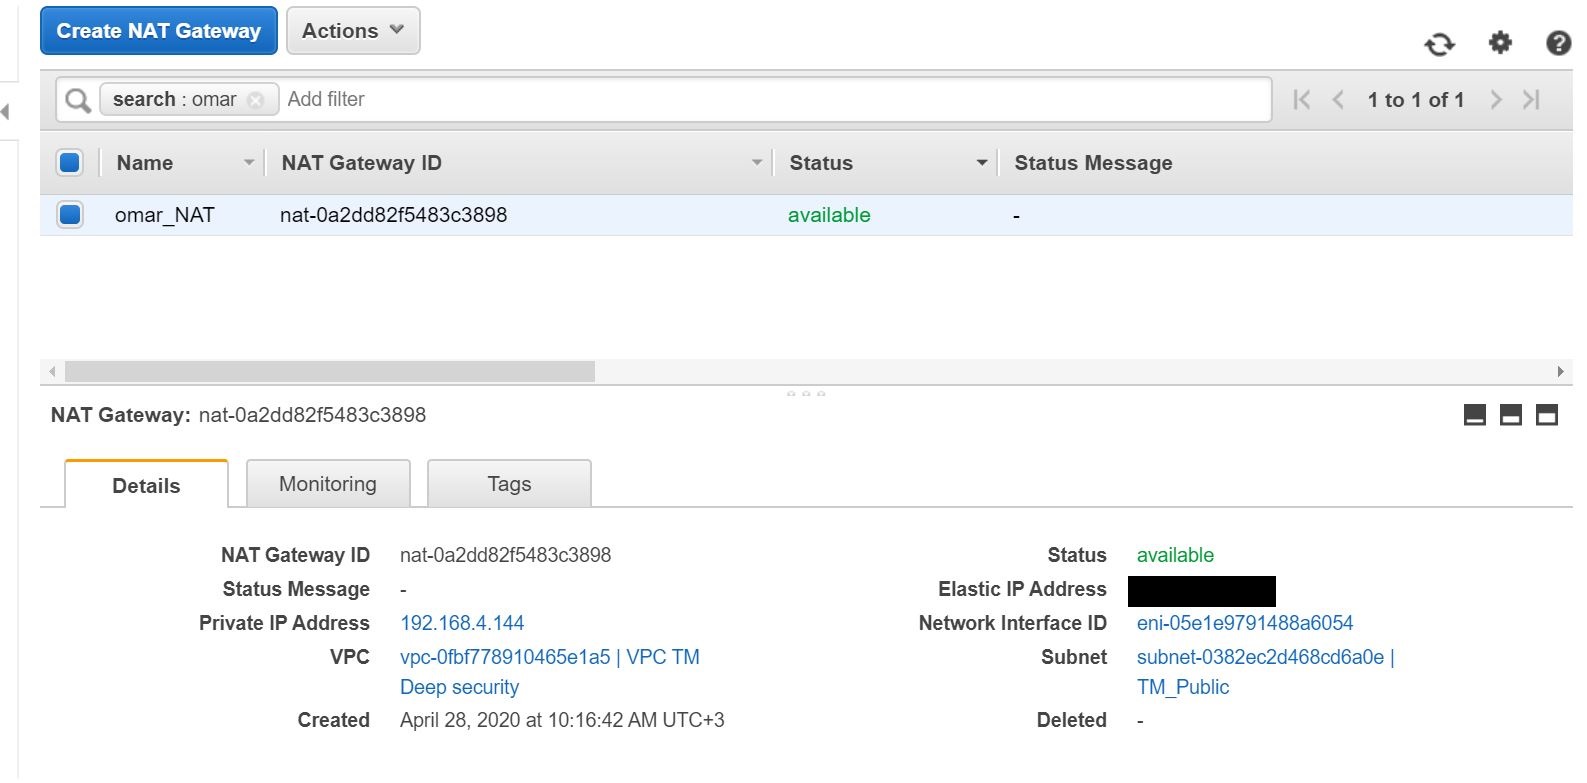 Create NAT Gateway Actions
search : omar Add filter 1 to 1 of 1
Name NAT Gateway ID Status Status Message
omar_NAT nat-0a2dd82f5483c3898 available -
NAT Gateway: nat-0a2dd82f5483c3898
Details Monitoring Tags
NAT Gateway ID nat-0a2dd82f5483c3898 Status available
Status Message - Elastic IP Address
Private IP Address 192.168.4.144 Network Interface ID eni-05e1e9791488a6054
VPC vpc-0fbf778910465e1a5 | VPC TM Subnet subnet-0382ec2d468cd6a0e |
Deep security TM_Public
Created April 28, 2020 at 10:16:42 AM UTC+3 Deleted -